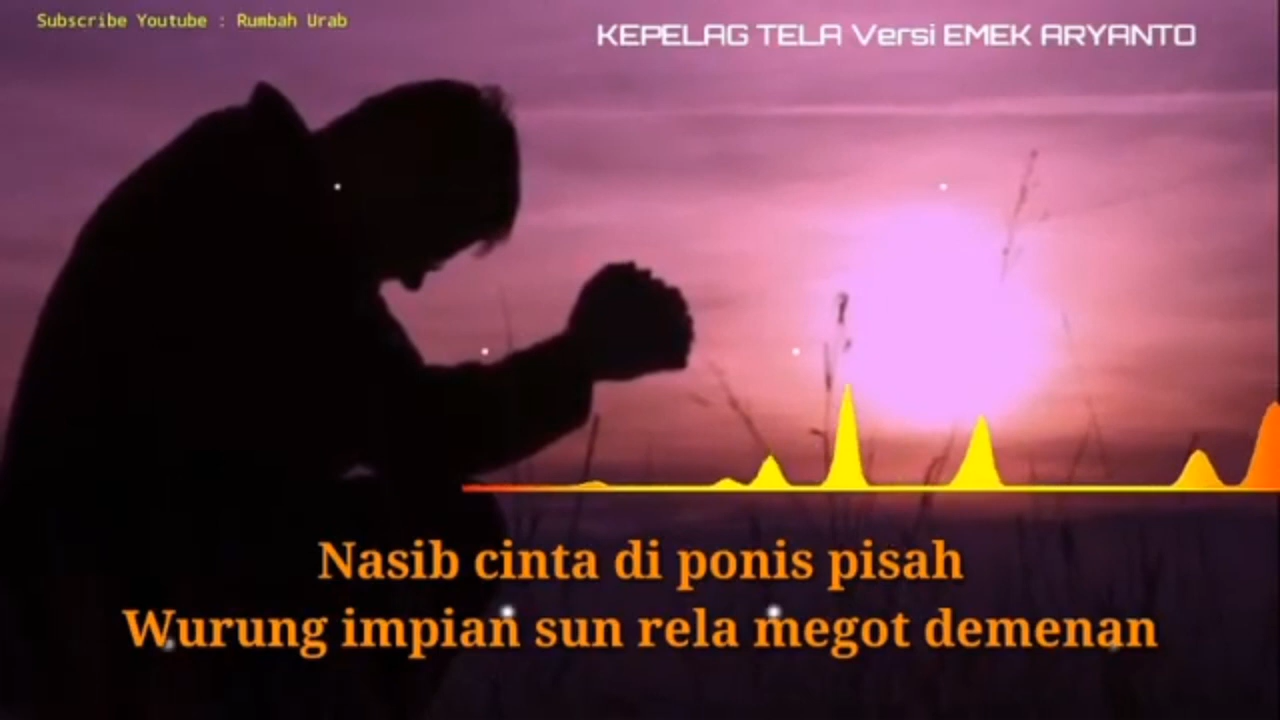 Subscribe Youtube : Rumbah Urab
KEPELAG TELA Versi EMEK ARYANTO
Nasib cinta di ponis pisah
Wurung impian sun rela megot demenan